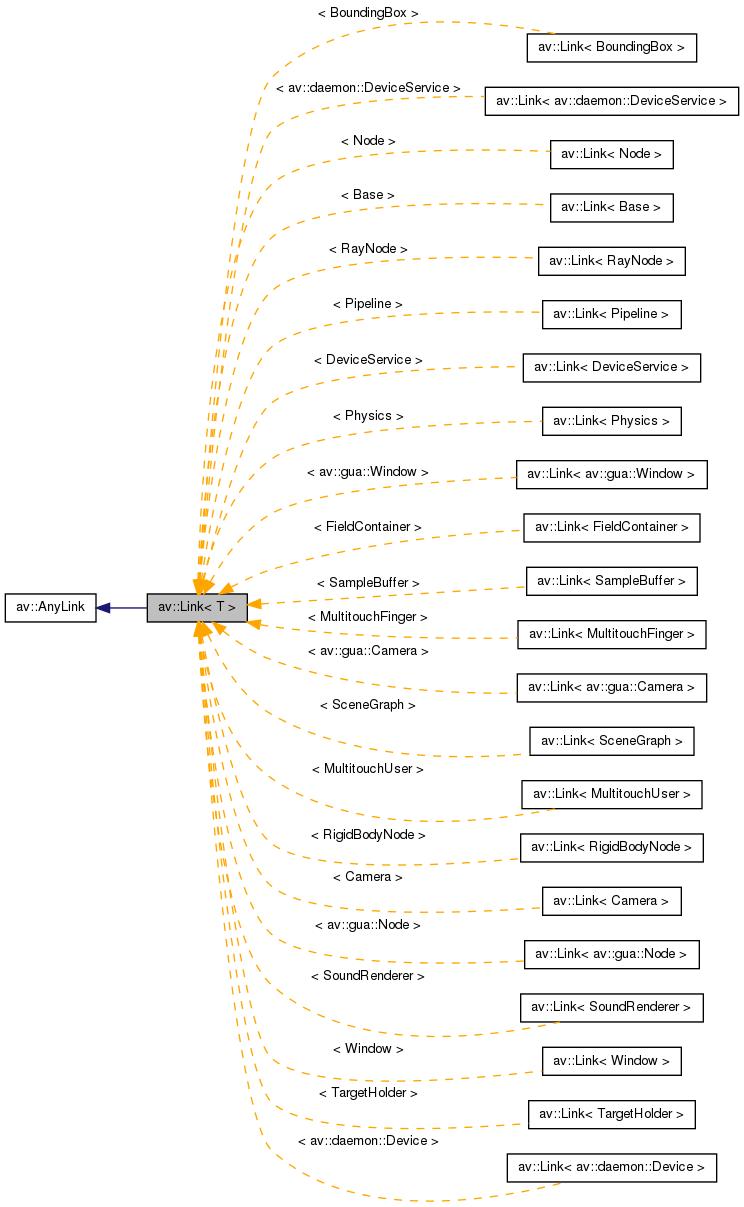 < BoundingBox >
av::Link< BoundingBox >
< av::daemon::DeviceService >
av::Link< av::daemon::DeviceService >
< Node >
av::Link< Node >
< Base >
av::Link< Base >
< RayNode >
av::Link< RayNode >
< Pipeline >
av::Link< Pipeline >
< DeviceService >
av::Link< DeviceService >
< Physics >
av::Link< Physics >
< av::gua::Window >
av::Link< av::gua::Window >
< FieldContainer >
av::Link< FieldContainer >
< SampleBuffer >
av::Link< SampleBuffer >
av::AnyLink
av::Link< T >
< MultitouchFinger >
av::Link< MultitouchFinger >
< av::gua::Camera >
av::Link< av::gua::Camera >
< SceneGraph >
av::Link< SceneGraph >
< MultitouchUser >
av::Link< MultitouchUser >
< RigidBodyNode >
av::Link< RigidBodyNode >
< Camera >
av::Link< Camera >
< av::gua::Node >
av::Link< av::gua::Node >
< SoundRenderer >
av::Link< SoundRenderer >
< Window >
av::Link< Window >
< TargetHolder >
av::Link< TargetHolder >
< av::daemon::Device >
av::Link< av::daemon::Device >